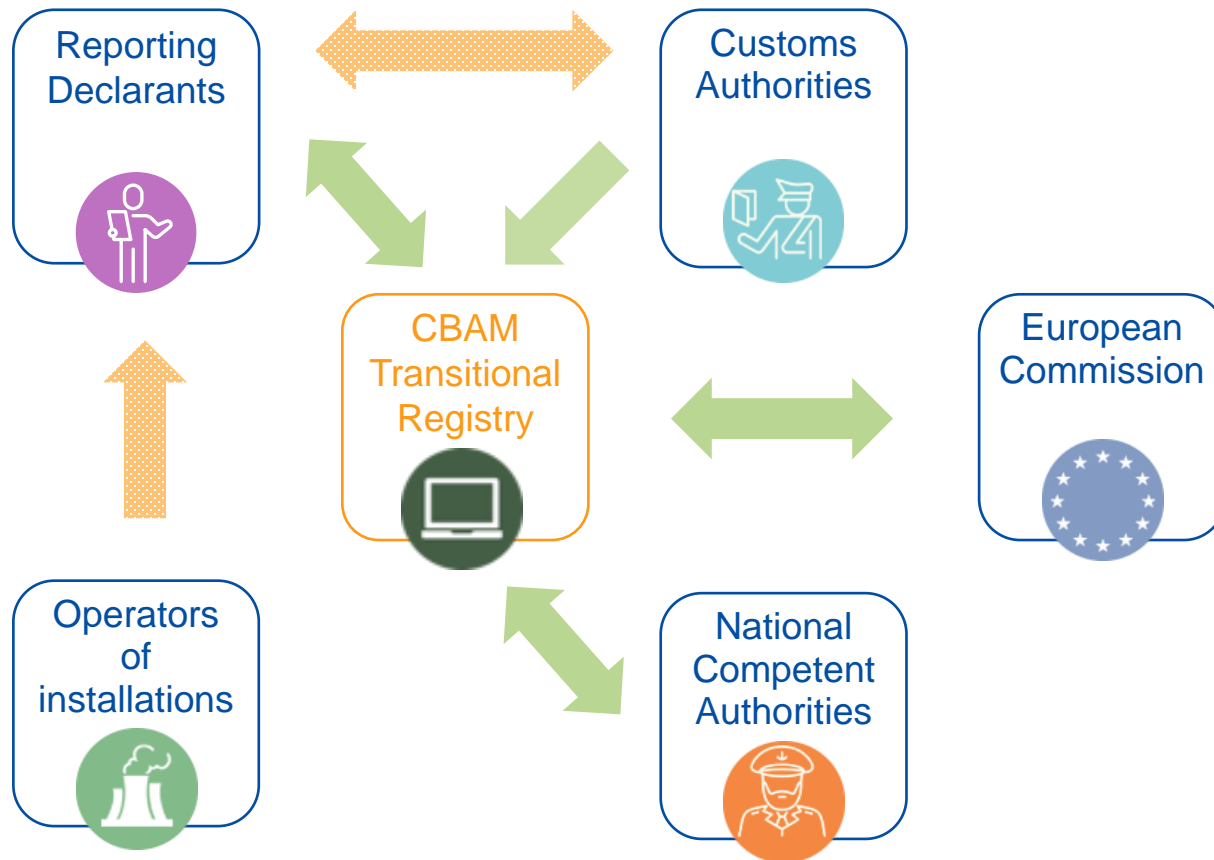 Reporting
Declarants
Customs
Authorities
CBAM
Transitional
Registry
European
Commission
Operators
of
installations
National
Competent
Authorities